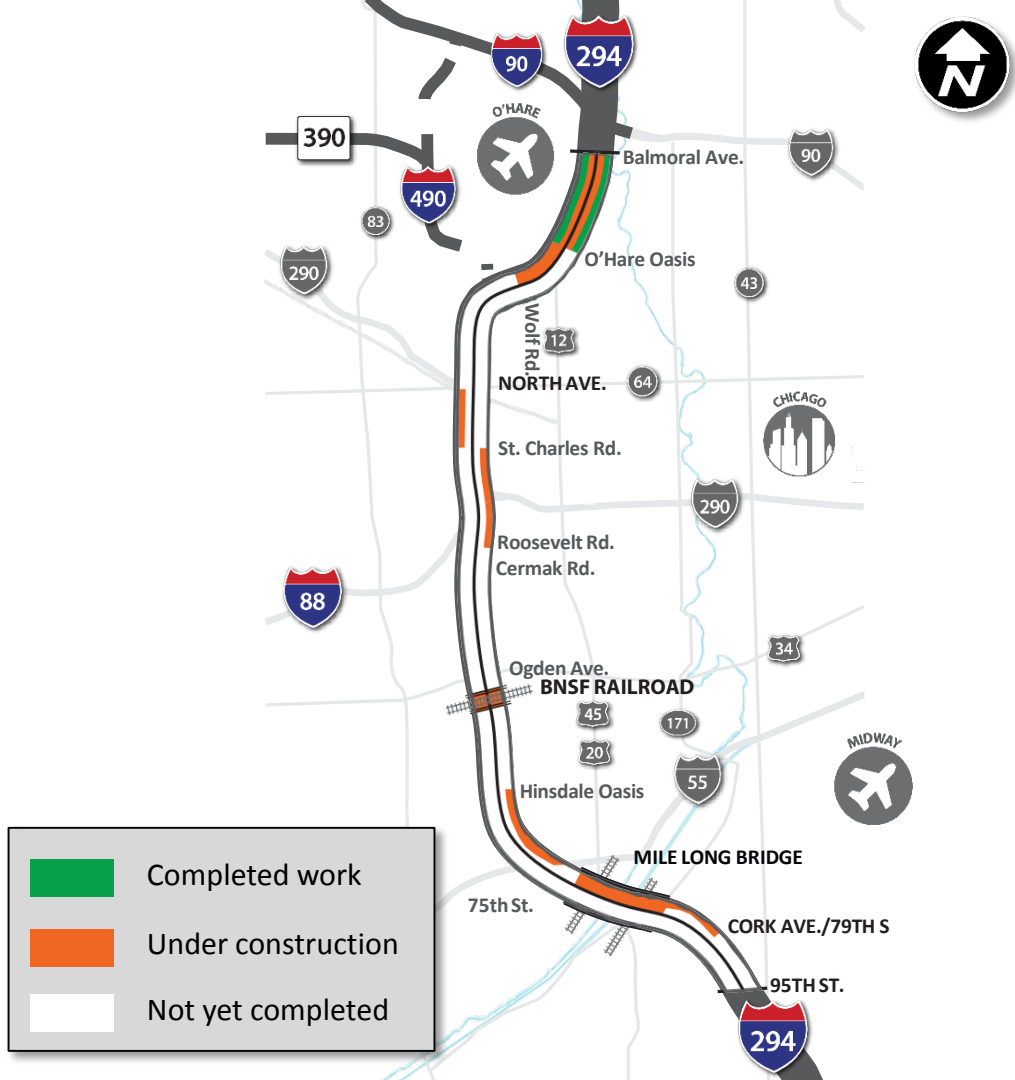 294
90
N
O'HARE
390
90
Balmoral Ave.
490
83
O'Hare Oasis
290
43
Wolf Rd.
12
NORTH AVE.
64
CHICAGO
St. Charles Rd.
290
Roosevelt Rd.
Cermak Rd.
88
34
Ogden Ave.
BNSF RAILROAD
45
171
20
MIDWAY
55
Hinsdale Oasis
MILE LONG BRIDGE
75th St.
CORK AVE./79TH S
95TH ST.
294
Completed work
Under construction
Not yet completed